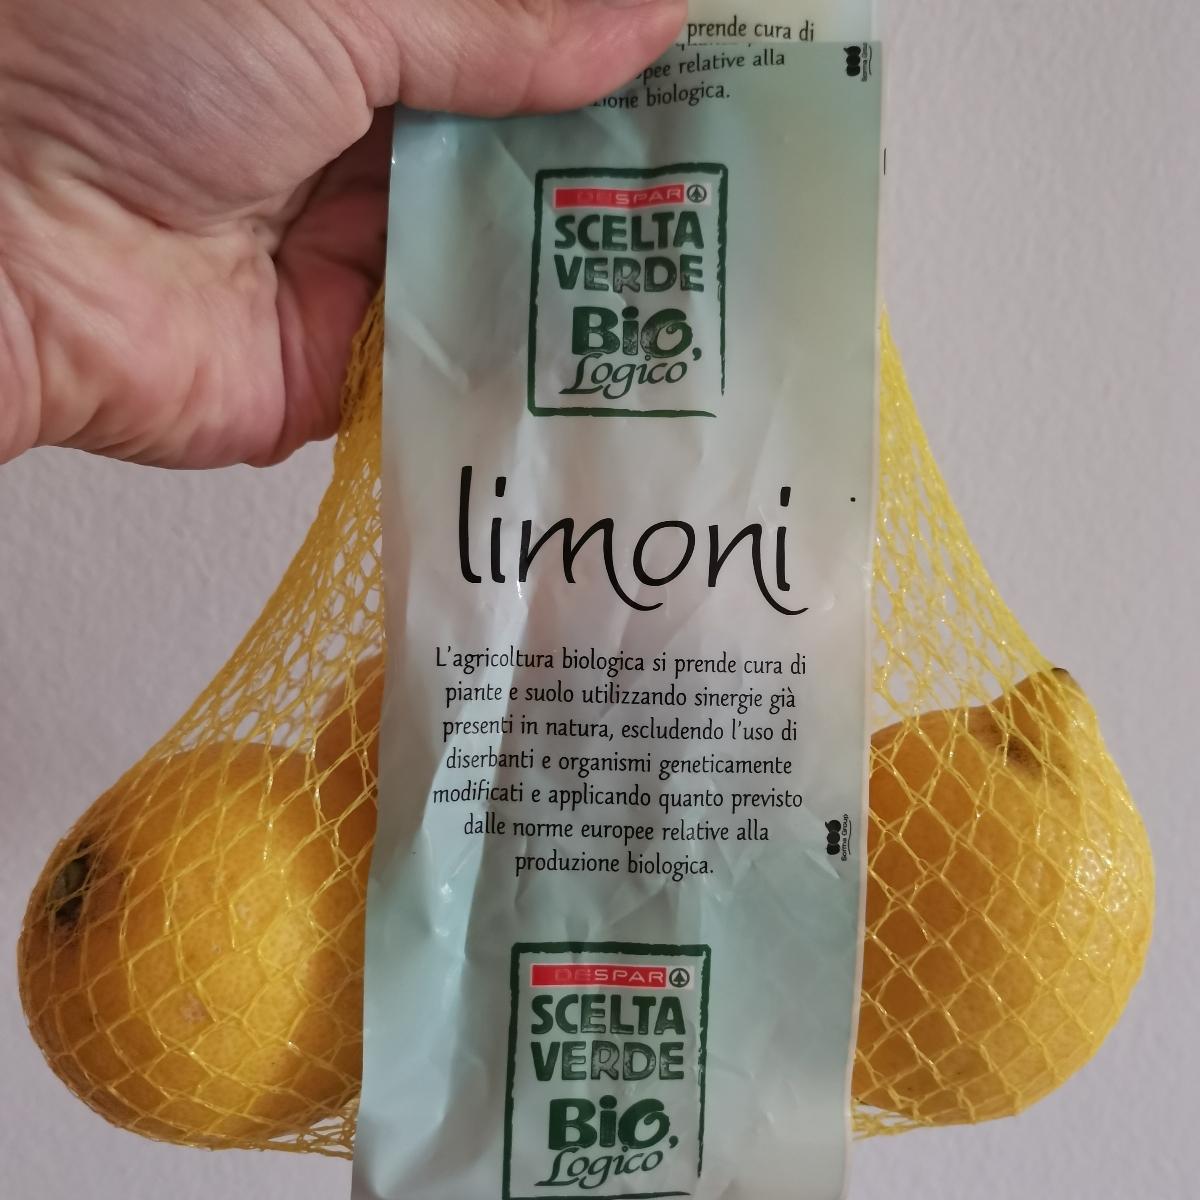 prende cura di
relative alla
biologica.
DESPAR
SCELTA
VERDE
BiO,
Logico
limoni
L'agricoltura biologica si prende cura di
piante e suolo utilizzando sinergie già
presenti in natura, escludendo l'uso di
diserbanti e organismi geneticamente
modificati e applicando quanto previsto
dalle norme europee relative alla
produzione biologica.
Sorma Group
DESPAR
SCELTA
VERDE
BiO,
Logico